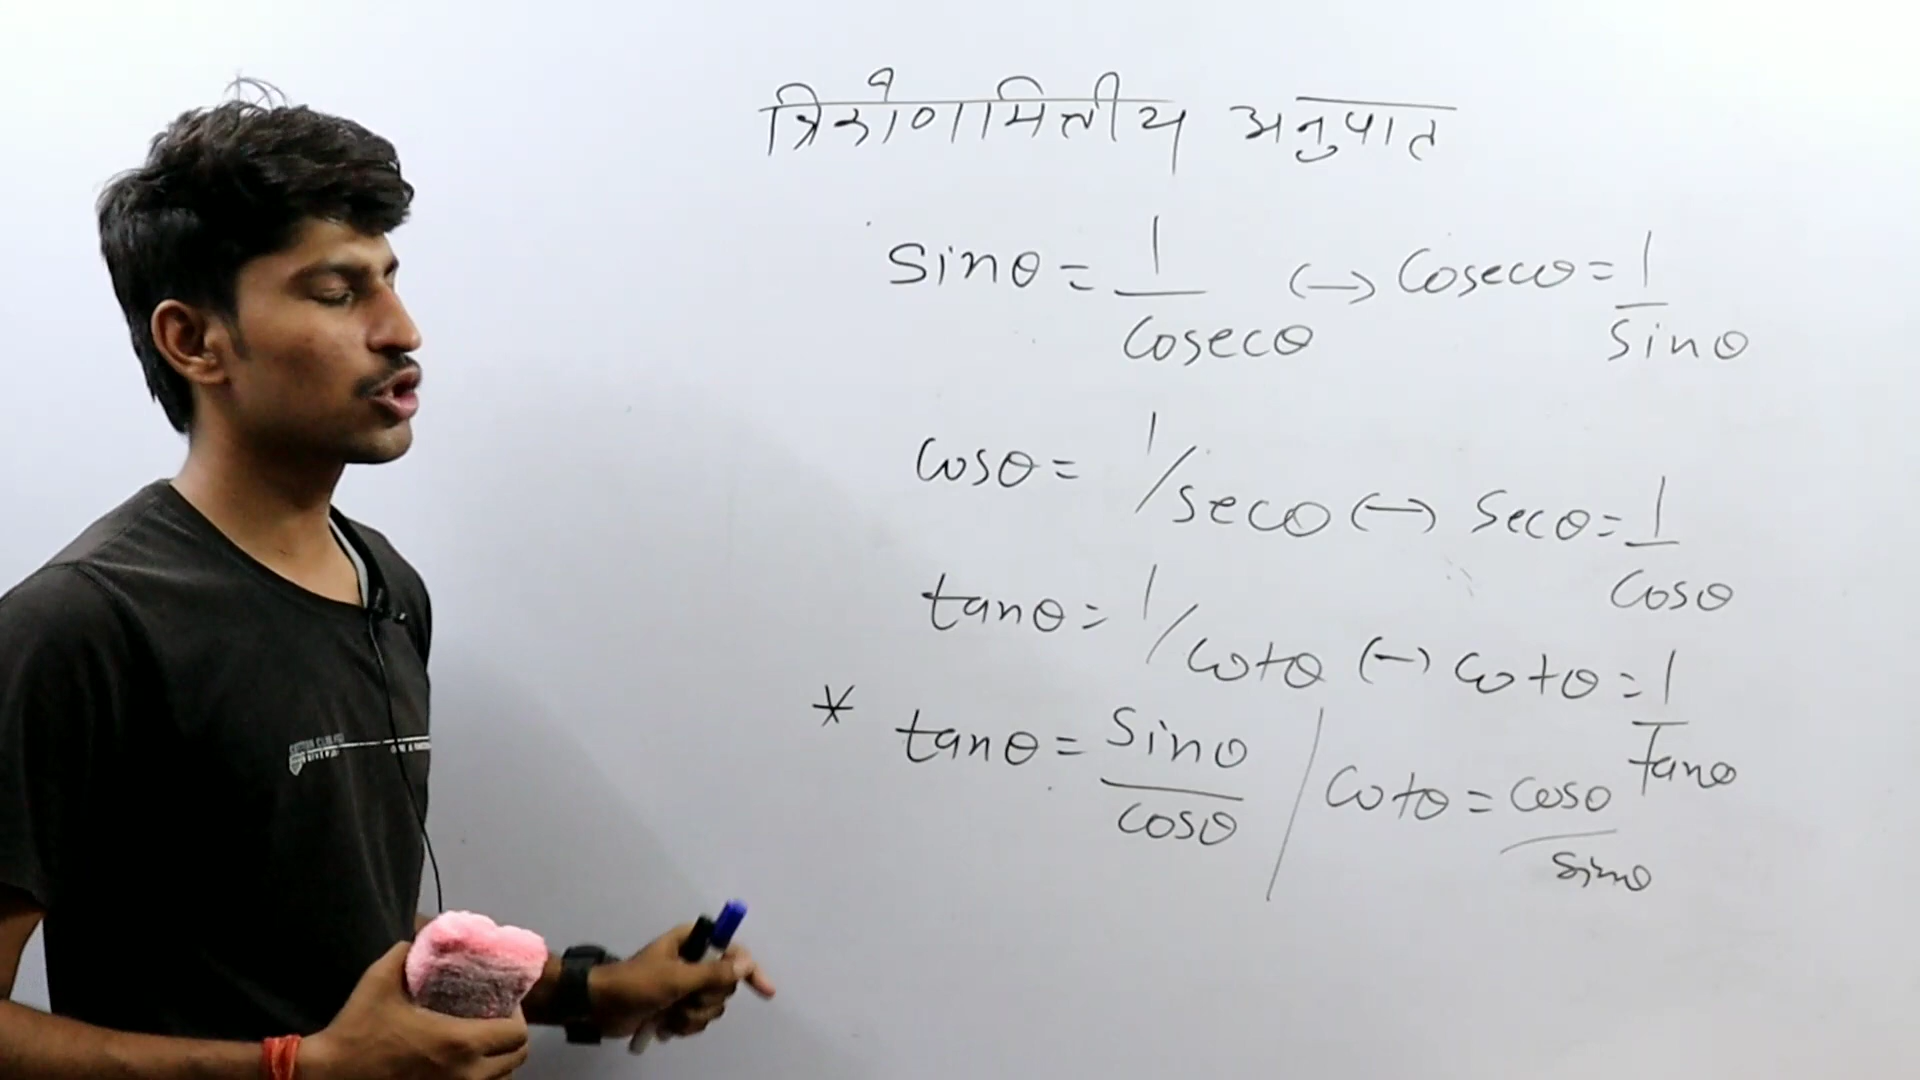 त्रिकोणामित्तीय अनुपात
sinθ = 1/cosecθ ↔ cosecθ = 1/sinθ
cosθ = 1/secθ ↔ secθ = 1/cosθ
tanθ = 1/cotθ ↔ cotθ = 1/tanθ
* tanθ = sinθ/cosθ / cotθ = cosθ/sinθ